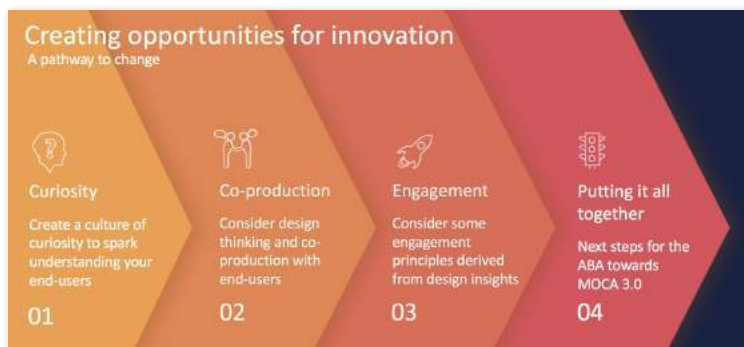 Creating opportunities for innovation
A pathway to change
?
Curiosity
Create a culture of
curiosity to spark
understanding your
end-users
01
Co-production
Consider design
thinking and co-
production with
end-users
02
Engagement
Consider some
engagement
principles derived
from design insights
03
Putting it all
together
Next steps for the
ABA towards
MOCA 3.0
04